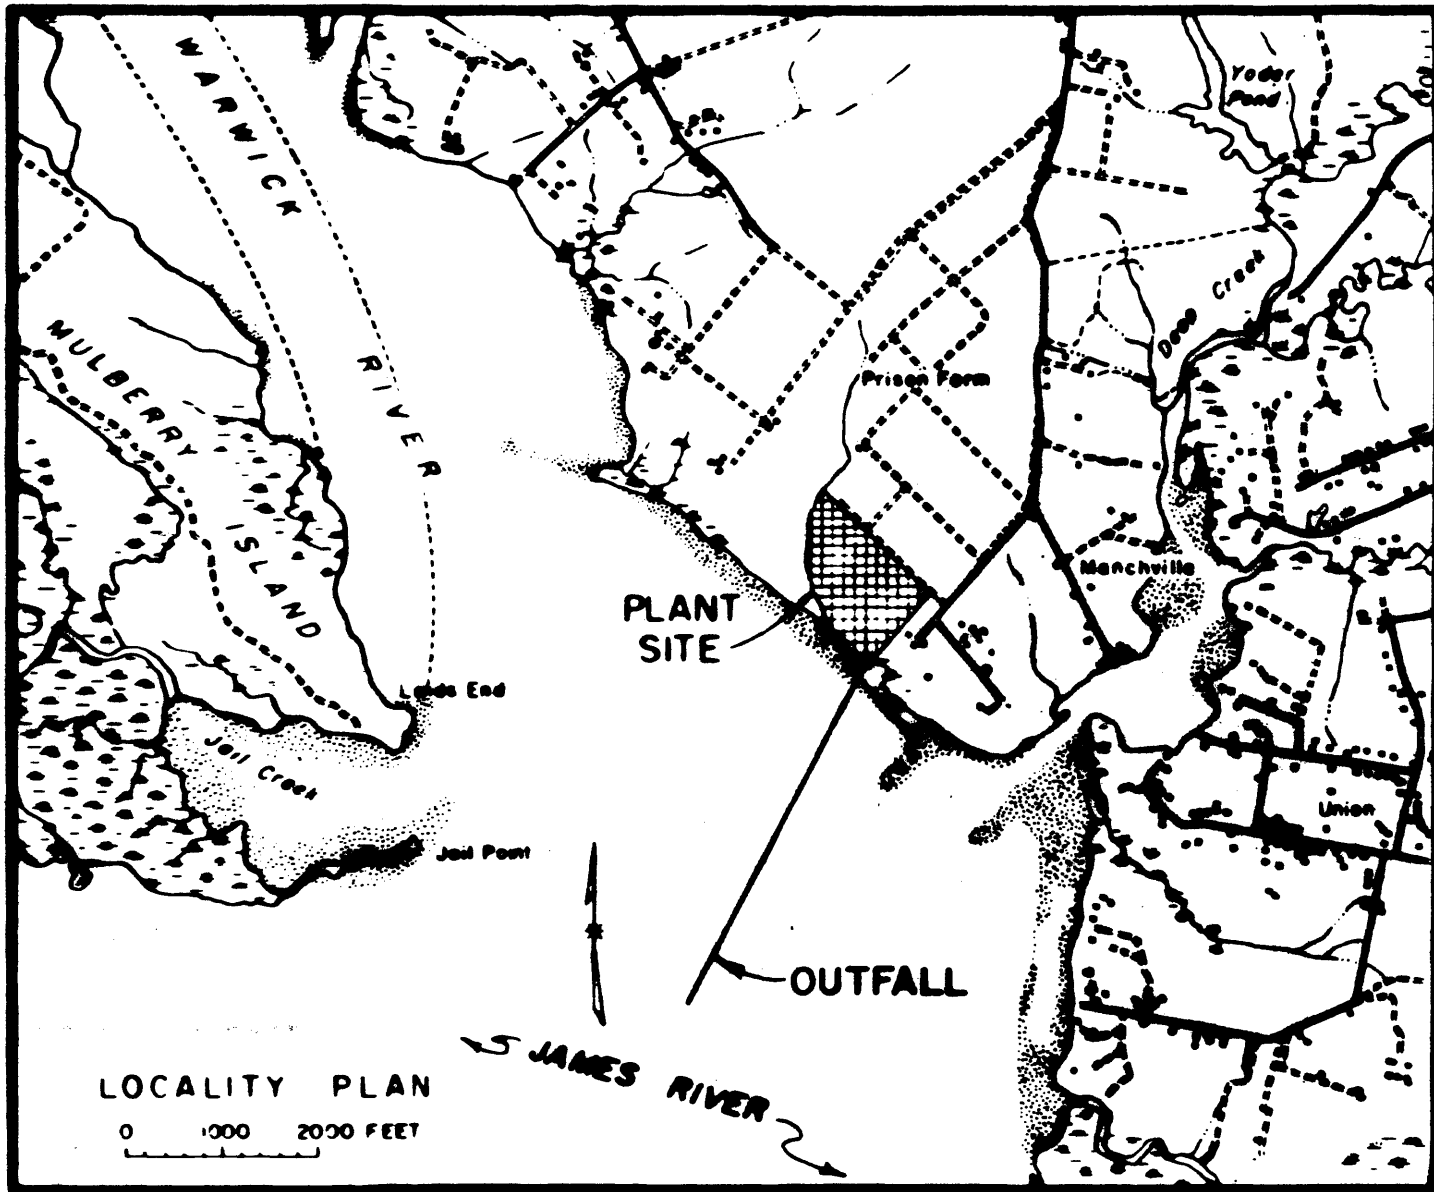 WARWICK
RIVER
Yoder
Pond
Deep Creek
MULBERRY
ISLAND
Prison Farm
Menchville
PLANT
SITE
Lands End
Jail Creek
Union
Jail Point
OUTFALL
JAMES RIVER
LOCALITY PLAN
0 1000 2000 FEET